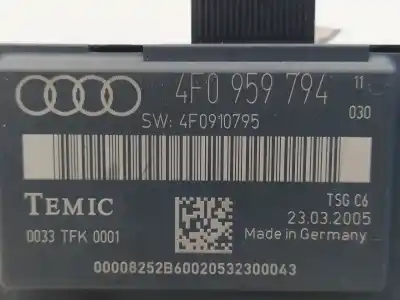 4F0 959 794 11
SW: 4F0910795 030
TEMIC TSG C6
23.03.2005
0033 TFK 0001 Made in Germany
00008252B60020532300043